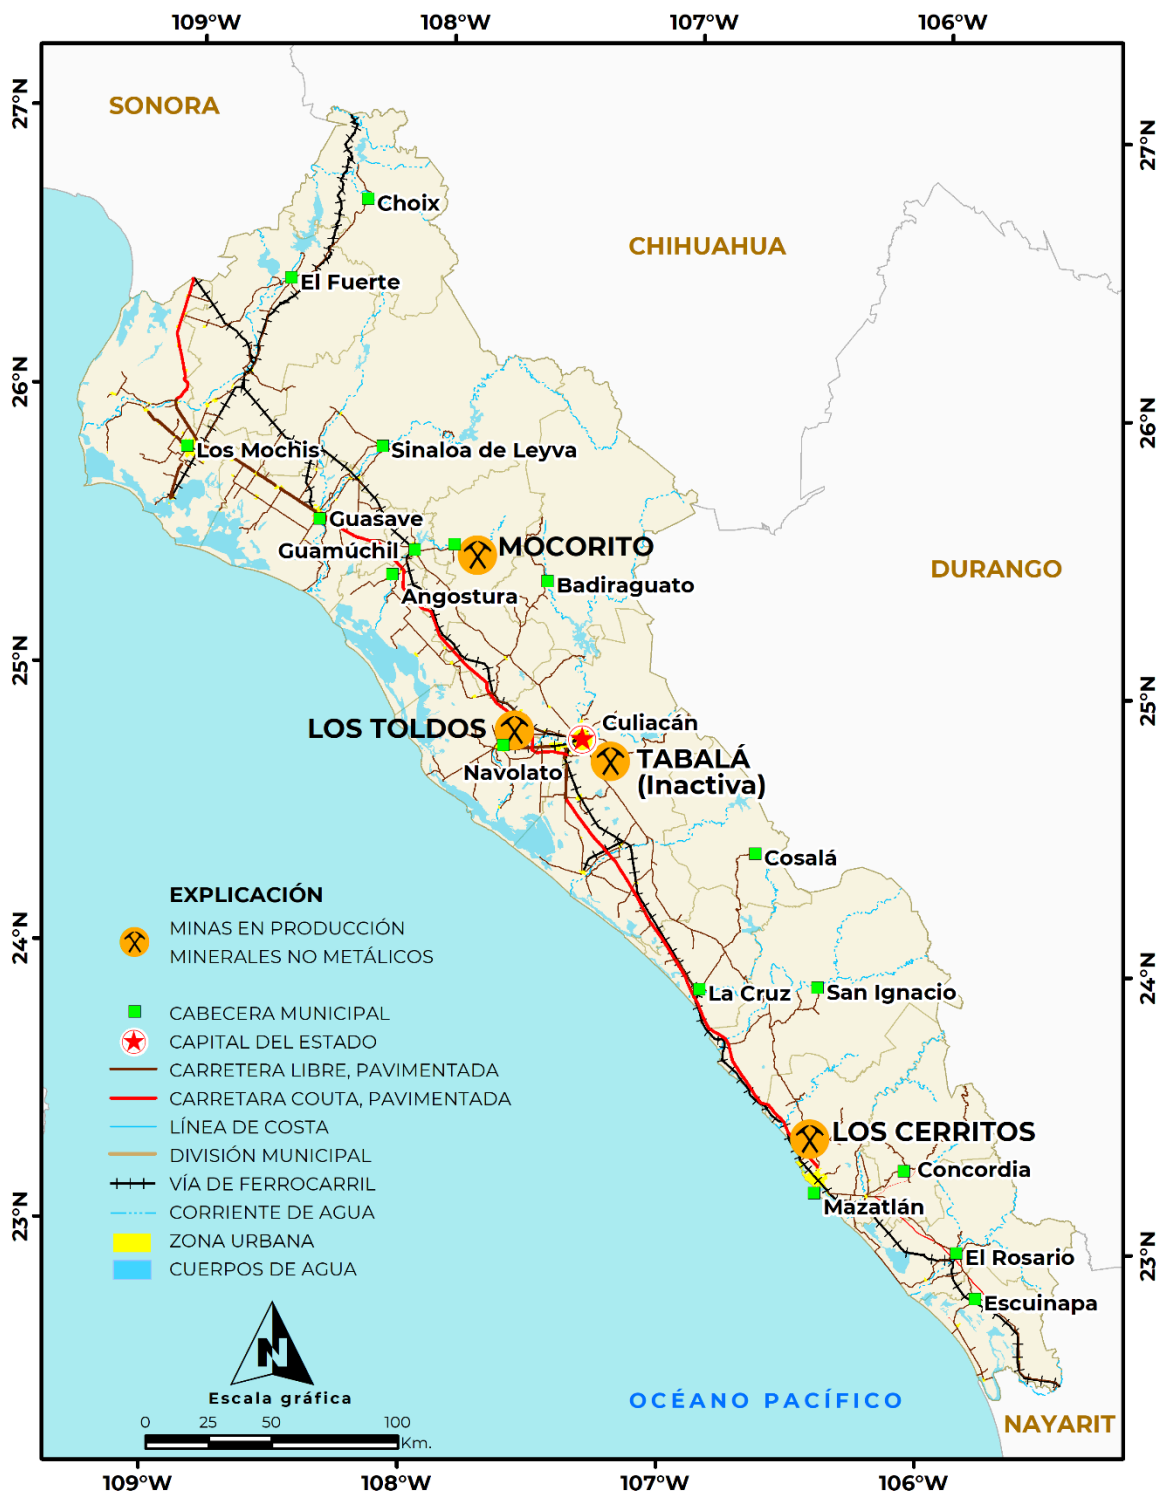 109°W 108°W 107°W 106°W
27°N
27°N
26°N
26°N
25°N
25°N
24°N
24°N
23°N
23°N
SONORA
CHIHUAHUA
DURANGO
NAYARIT
Choix
El Fuerte
Los Mochis
Sinaloa de Leyva
Guasave
Guamúchil
MOCORITO
Badiraguato
Angostura
LOS TOLDOS
Culiacán
Navolato
TABALÁ
(Inactiva)
Cosalá
La Cruz
San Ignacio
LOS CERRITOS
Concordia
Mazatlán
El Rosario
Escuinapa
EXPLICACIÓN
MINAS EN PRODUCCIÓN
MINERALES NO METÁLICOS
CABECERA MUNICIPAL
CAPITAL DEL ESTADO
CARRETERA LIBRE, PAVIMENTADA
CARRETARA COUTA, PAVIMENTADA
LÍNEA DE COSTA
DIVISIÓN MUNICIPAL
VÍA DE FERROCARRIL
CORRIENTE DE AGUA
ZONA URBANA
CUERPOS DE AGUA
N
Escala gráfica
0 25 50 100
Km.
OCÉANO PACÍFICO
109°W 108°W 107°W 106°W